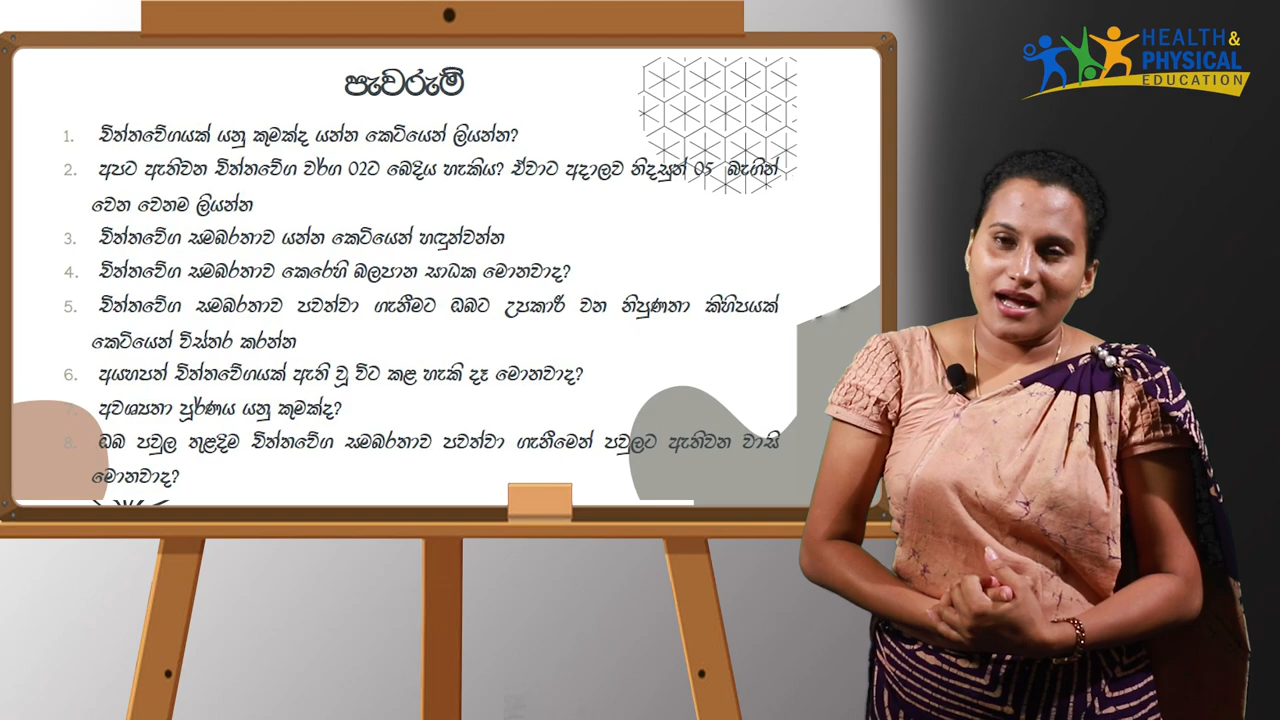 පැවරුම්
HEALTH &
PHYSICAL
EDUCATION
1. චිත්තවේගයක් යනු කුමක්ද යන්න කෙටියෙන් ලියන්න?
2. අපට ඇතිවන චිත්තවේග වර්ග 02ට බෙදිය හැකිය? ඒවාට අදාලව නිදසුන් 05 බැගින්
වෙන වෙනම ලියන්න
3. චිත්තවේග සමබරතාව යන්න කෙටියෙන් හඳුන්වන්න
4. චිත්තවේග සමබරතාව කෙරෙහි බලපාන සාධක මොනවාද?
5. චිත්තවේග සමබරතාව පවත්වා ගැනීමට ඔබට උපකාරී වන නිපුණතා කිහිපයක්
කෙටියෙන් විස්තර කරන්න
6. අයහපත් චිත්තවේගයක් ඇති වූ විට කළ හැකි දෑ මොනවාද?
7. අවශ්‍යතා පූර්ණය යනු කුමක්ද?
8. ඔබ පවුල තුළදිම චිත්තවේග සමබරතාව පවත්වා ගැනීමෙන් පවුලට ඇතිවන වාසි
මොනවාද?